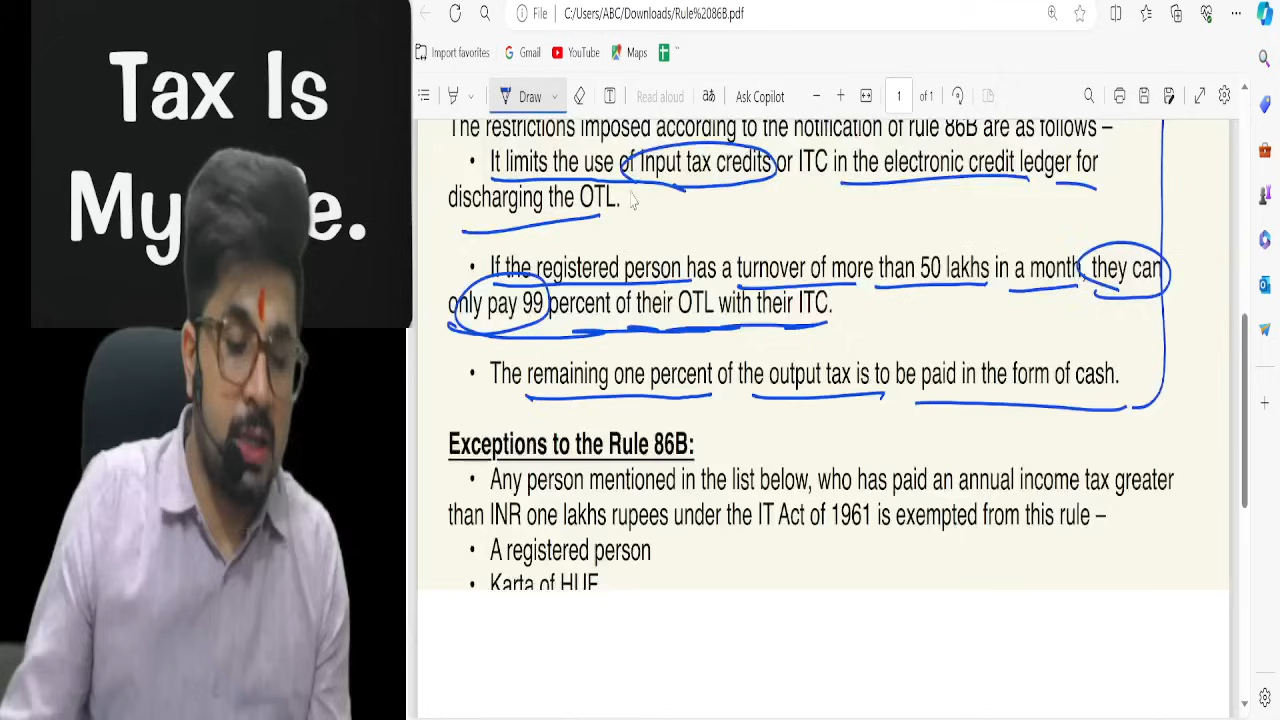 Tax Is
My
e.
File C:/Users/ABC/Downloads/Rule%2086B.pdf
Import favorites Gmail YouTube Maps
Draw Read aloud Ask Copilot 1 of 1
The restrictions imposed according to the notification of rule 86B are as follows –
• It limits the use of Input tax credits or ITC in the electronic credit ledger for
discharging the OTL.
• If the registered person has a turnover of more than 50 lakhs in a month, they can
only pay 99 percent of their OTL with their ITC.
• The remaining one percent of the output tax is to be paid in the form of cash.
Exceptions to the Rule 86B:
• Any person mentioned in the list below, who has paid an annual income tax greater
than INR one lakhs rupees under the IT Act of 1961 is exempted from this rule –
• A registered person
• Karta of HUF